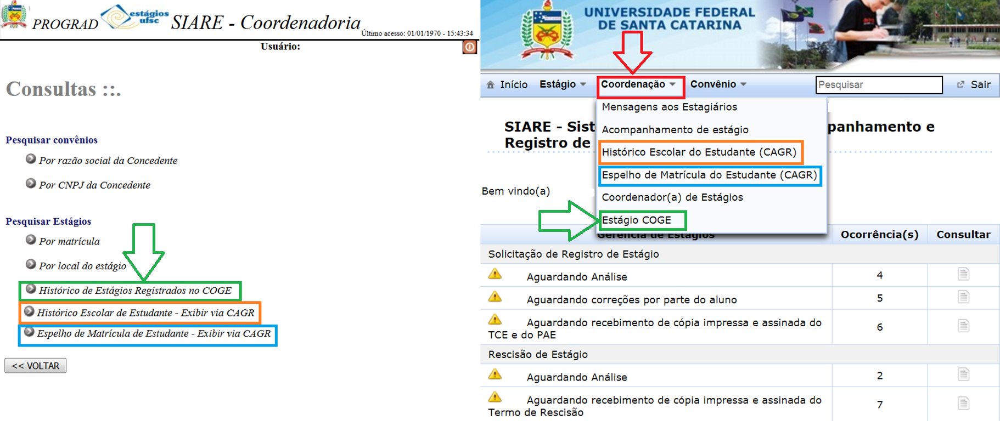 PROGRAD
estágios
ufsc
SIARE - Coordenadoria
Último acesso: 01/01/1970 - 15:43:34
Usuário:
Consultas ::.
Pesquisar convênios
Por razão social da Concedente
Por CNPJ da Concedente
Pesquisar Estágios
Por matrícula
Por local do estágio
Histórico de Estágios Registrados no COGE
Histórico Escolar de Estudante - Exibir via CAGR
Espelho de Matrícula de Estudante - Exibir via CAGR
<< VOLTAR
UNIVERSIDADE FEDERAL
DE SANTA CATARINA
Início Estágio Coordenação Convênio Pesquisar Sair
Mensagens aos Estagiários
Acompanhamento de estágio
Histórico Escolar do Estudante (CAGR)
Espelho de Matrícula do Estudante (CAGR)
Coordenador(a) de Estágios
Estágio COGE
SIARE - Sist panhamento e
Registro de
Bem vindo(a)
Gerência de Estágios Ocorrência(s) Consultar
Solicitação de Registro de Estágio
Aguardando Análise 4
Aguardando correções por parte do aluno 5
Aguardando recebimento de cópia impressa e assinada do
TCE e do PAE 6
Rescisão de Estágio
Aguardando Análise 2
Aguardando recebimento de cópia impressa e assinada do
Termo de Rescisão 7